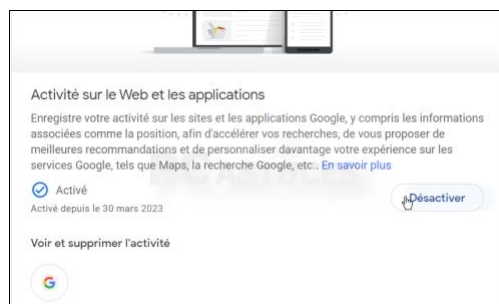 Activité sur le Web et les applications
Enregistre votre activité sur les sites et les applications Google, y compris les informations
associées comme la position, afin d'accélérer vos recherches, de vous proposer de
meilleures recommandations et de personnaliser davantage votre expérience sur les
services Google, tels que Maps, la recherche Google, etc.. En savoir plus
Activé
Désactiver
Activé depuis le 30 mars 2023
Voir et supprimer l'activité
G